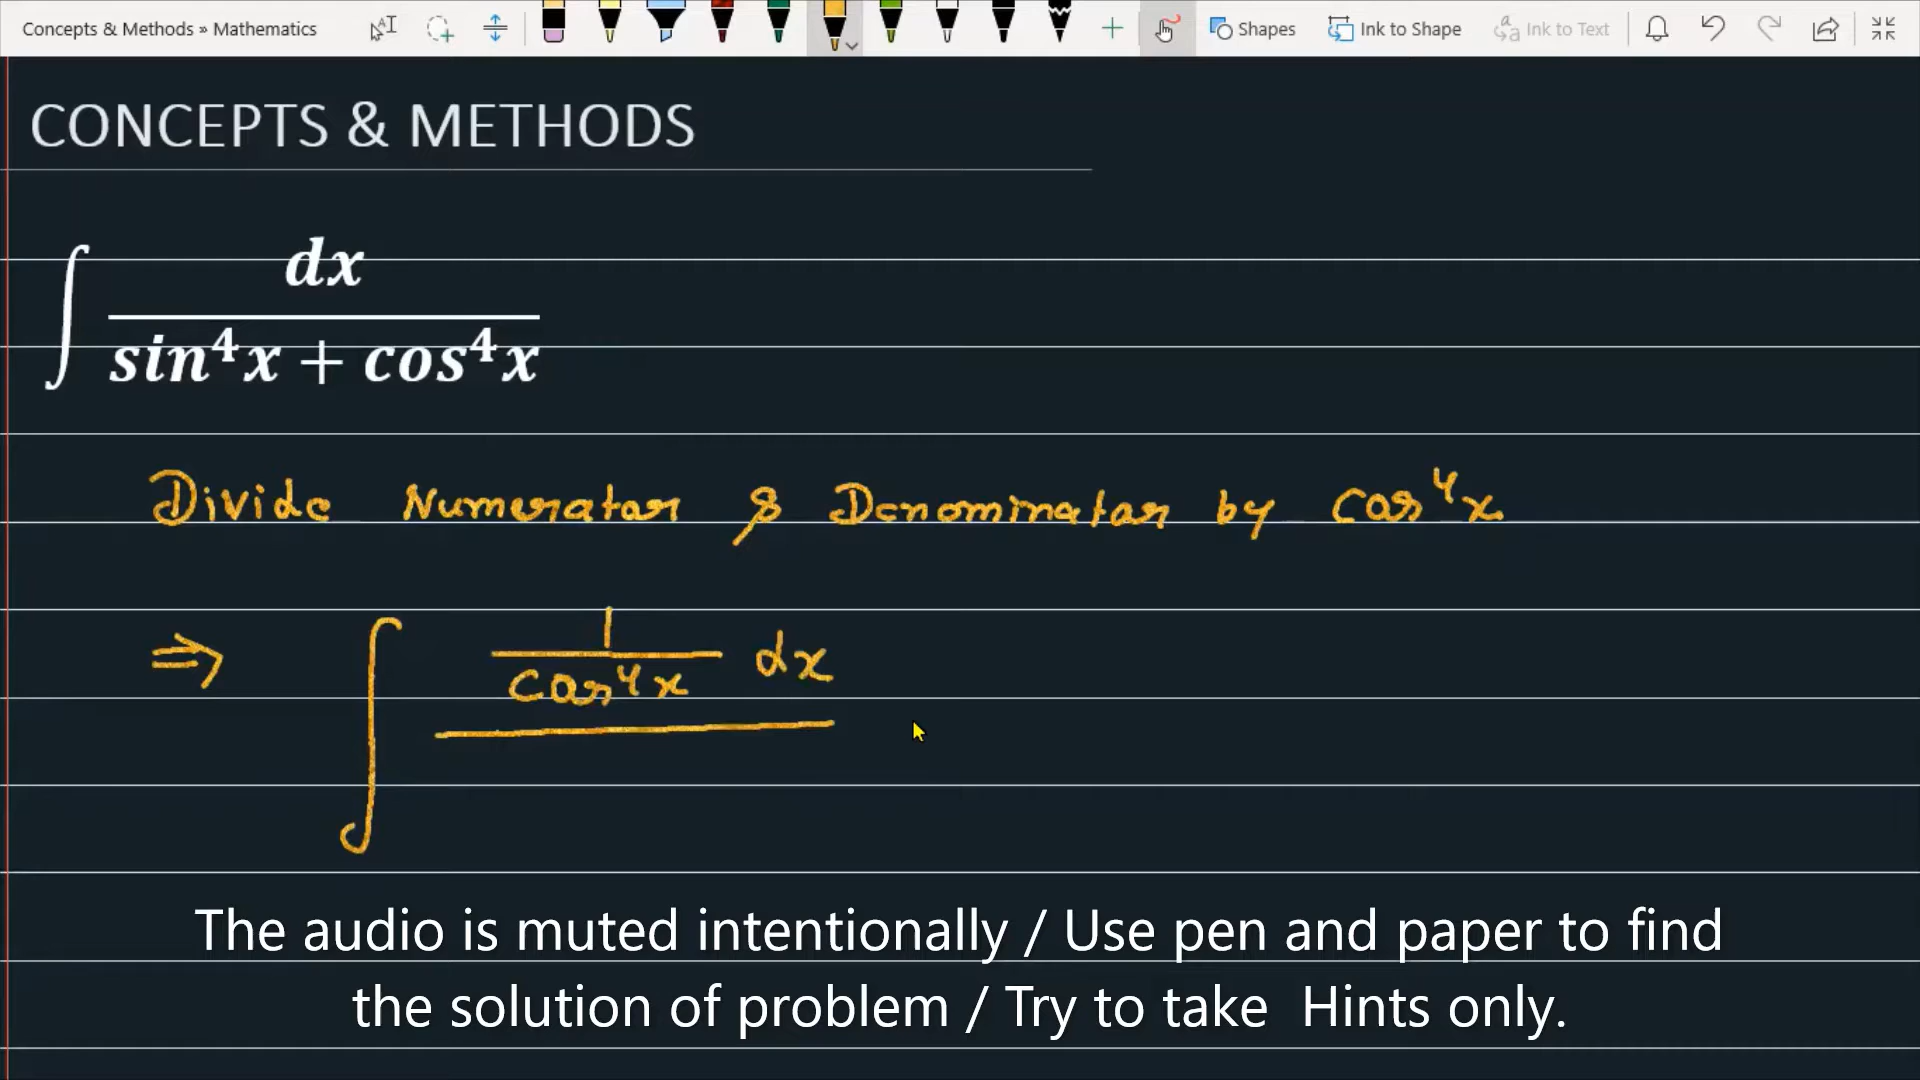 Concepts & Methods » Mathematics
Shapes
Ink to Shape
Ink to Text
CONCEPTS & METHODS
∫ dx
sin⁴x + cos⁴x
Divide Numerator & Denominator by Cos⁴x
⇒ ∫ 1 dx
Cos⁴x
The audio is muted intentionally / Use pen and paper to find
the solution of problem / Try to take Hints only.